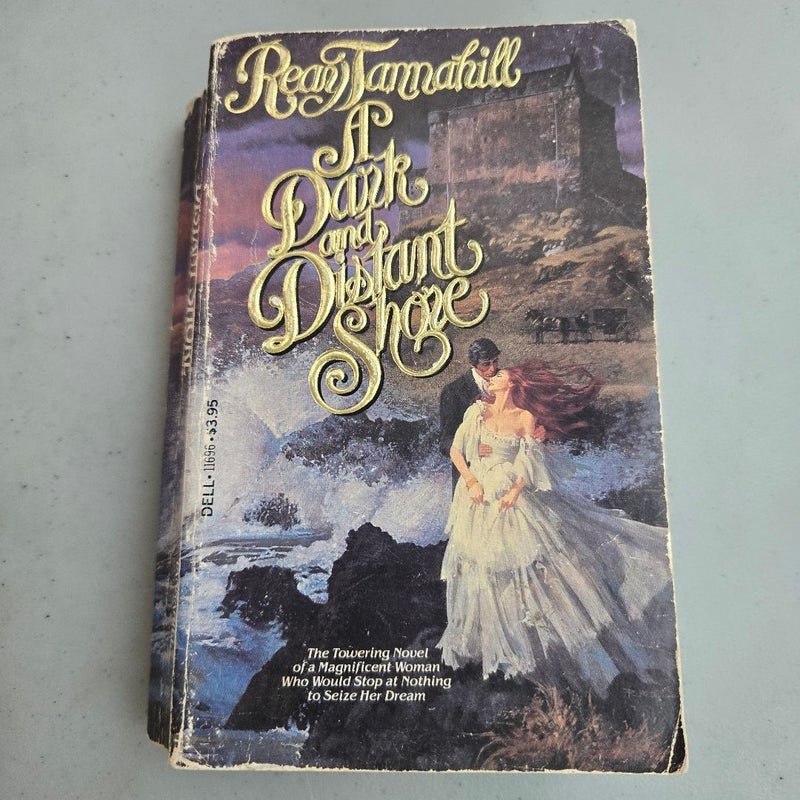 Reay Tannahill
A
Dark
and
Distant
Shore
DELL • 11696 • $3.95
The Towering Novel
of a Magnificent Woman
Who Would Stop at Nothing
to Seize Her Dream